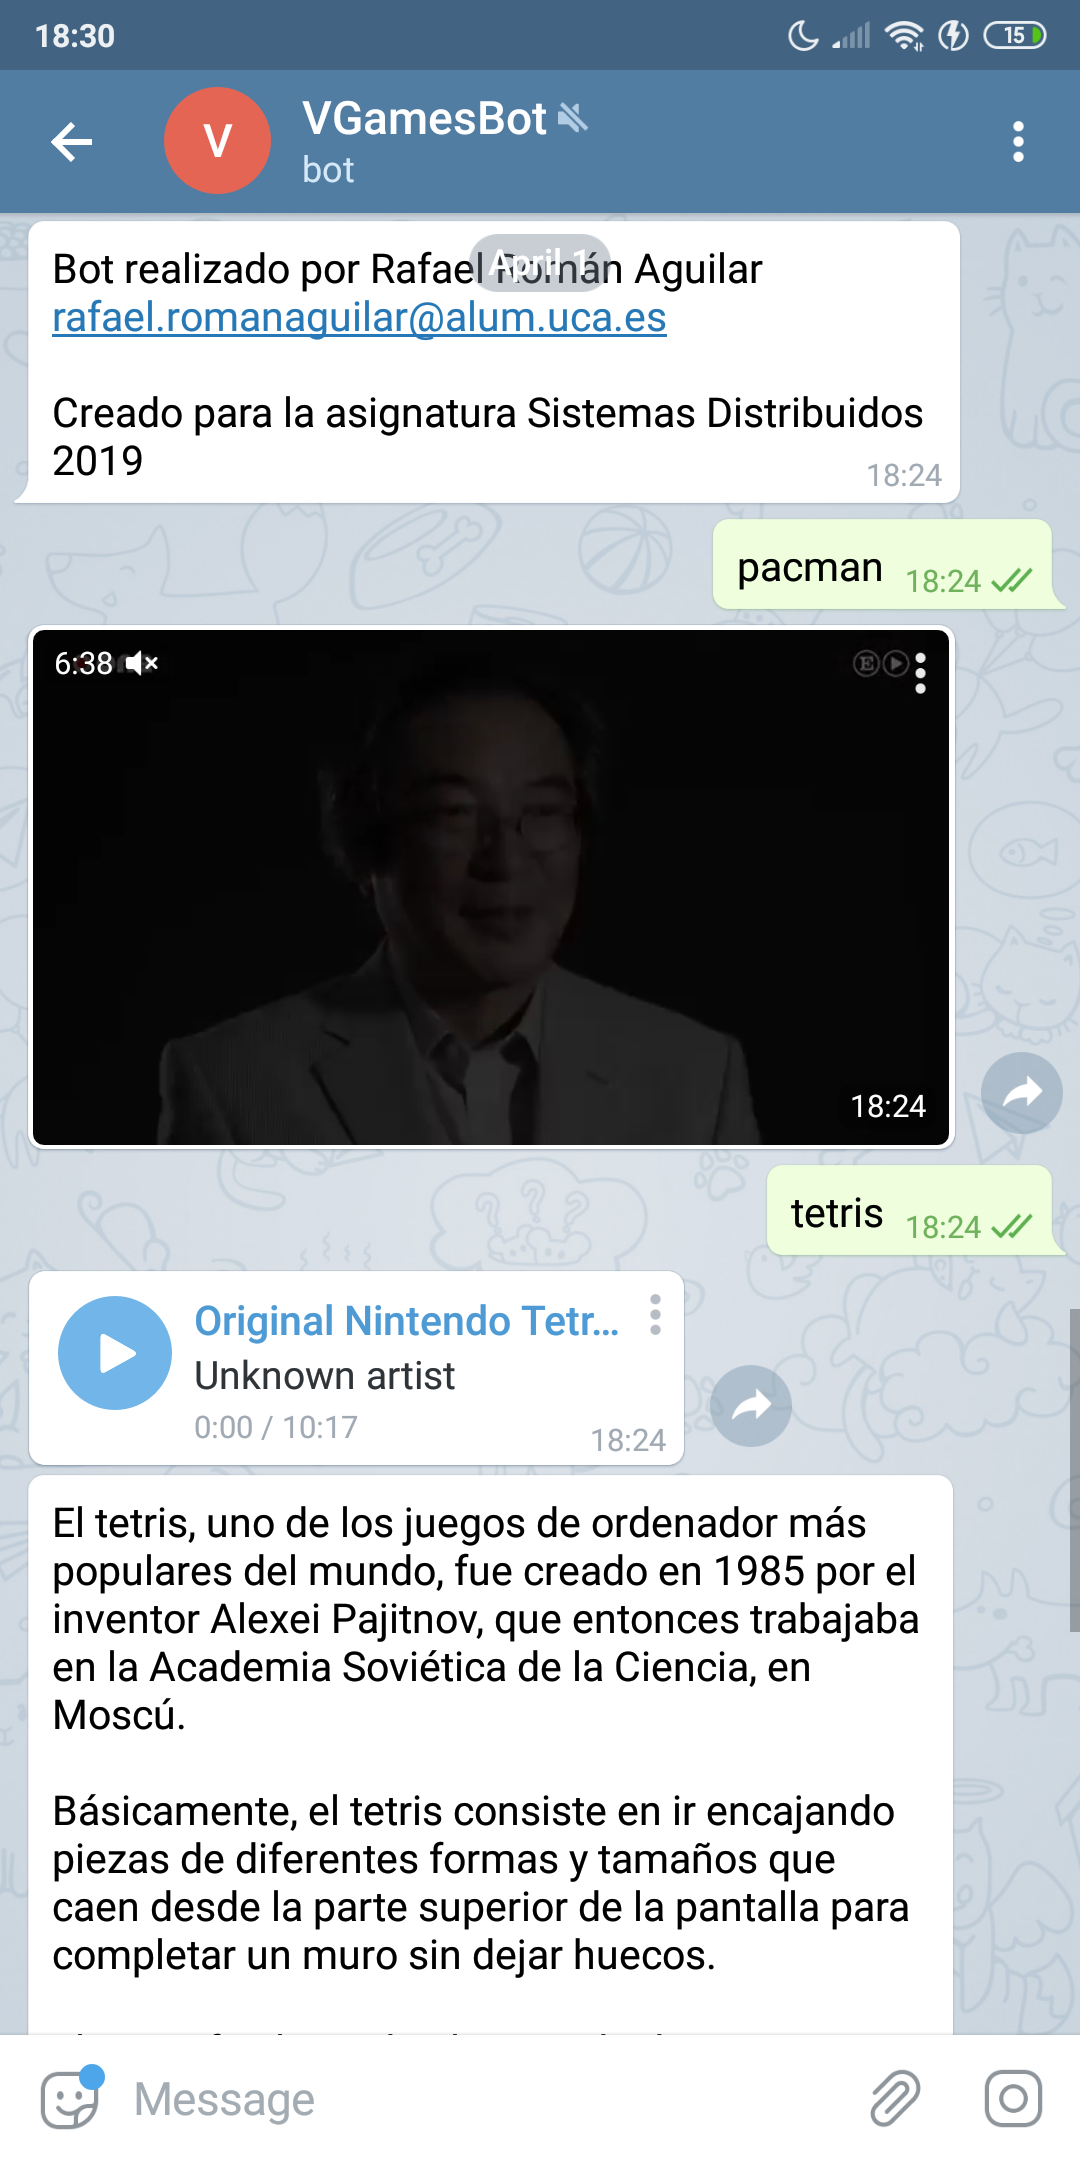 18:30
15
V
VGamesBot
bot
April 1
Bot realizado por Rafael Román Aguilar
rafael.romanaguilar@alum.uca.es
Creado para la asignatura Sistemas Distribuidos
2019
18:24
pacman 18:24
6:38
E
18:24
tetris 18:24
Original Nintendo Tetr...
Unknown artist
0:00 / 10:17
18:24
El tetris, uno de los juegos de ordenador más
populares del mundo, fue creado en 1985 por el
inventor Alexei Pajitnov, que entonces trabajaba
en la Academia Soviética de la Ciencia, en
Moscú.
Básicamente, el tetris consiste en ir encajando
piezas de diferentes formas y tamaños que
caen desde la parte superior de la pantalla para
completar un muro sin dejar huecos.
Message